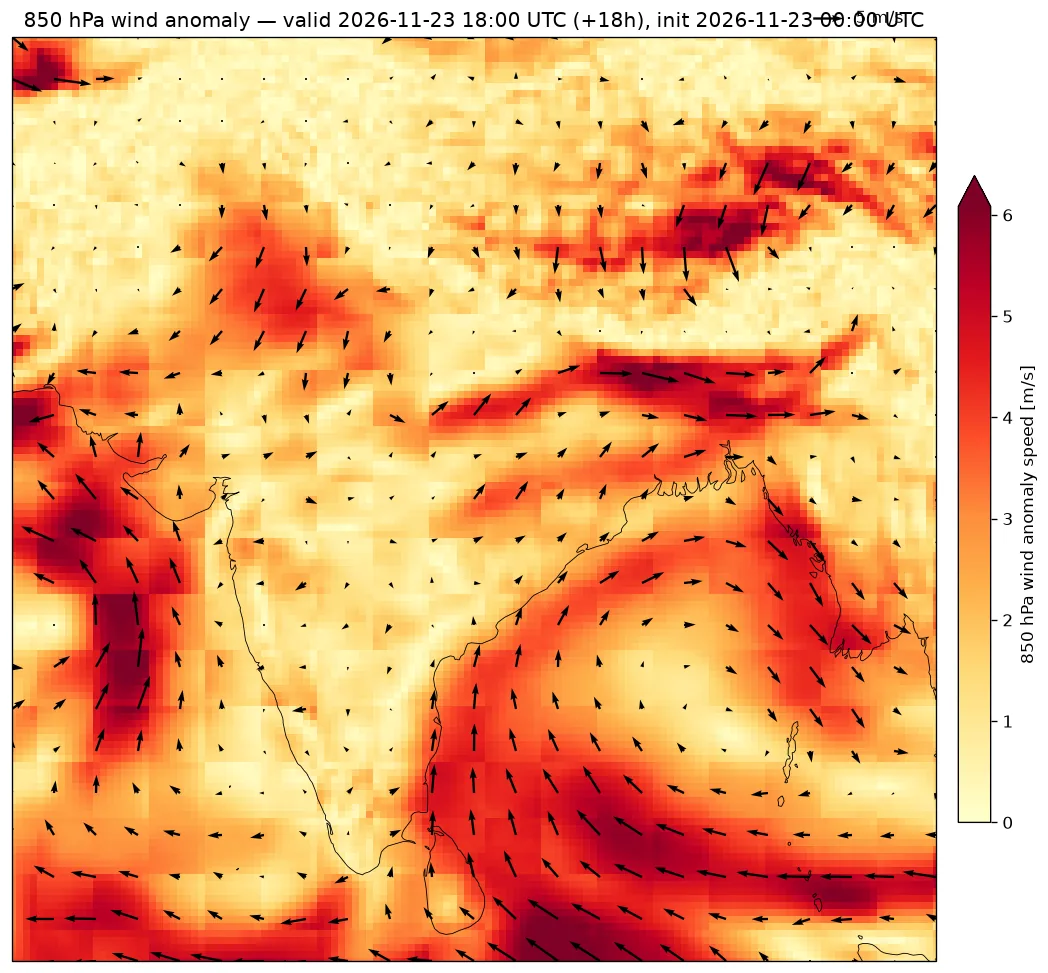 850 hPa wind anomaly — valid 2026-11-23 18:00 UTC (+18h), init 2026-11-23 00:00 UTC
5 m/s
6
5
4
3
2
1
0
850 hPa wind anomaly speed [m/s]